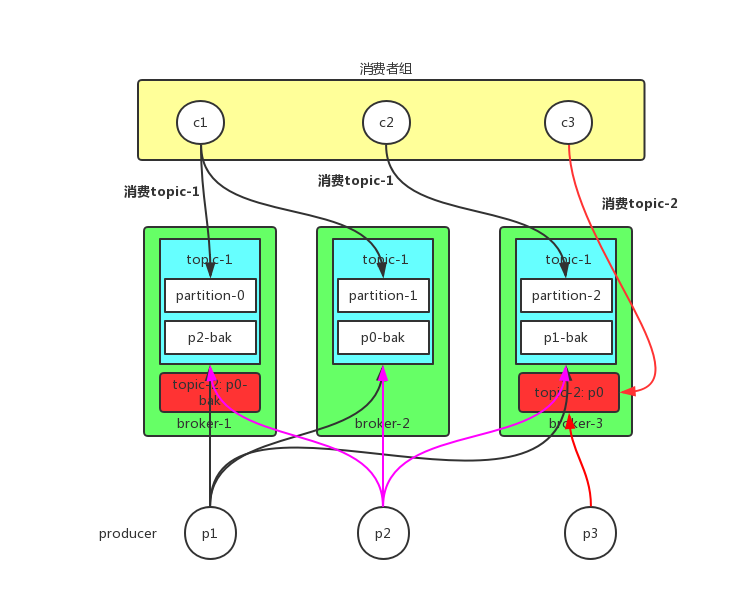 消费者组
c1
c2
c3
消费topic-1
消费topic-1
消费topic-2
topic-1
partition-0
p2-bak
topic-2: p0-
bak
broker-1
topic-1
partition-1
p0-bak
broker-2
topic-1
partition-2
p1-bak
topic-2: p0
broker-3
producer
p1
p2
p3